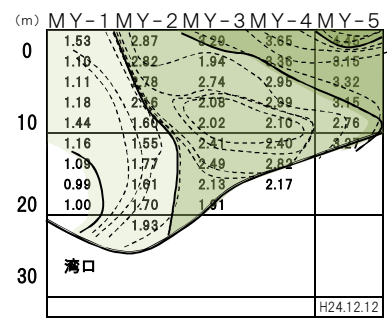 (m) MY-1 MY-2 MY-3 MY-4 MY-5
0
1.53 2.87 3.29 3.65
1.10 2.82 1.94 3.36 3.15
1.11 2.78 2.74 2.95 3.32
1.18 2.08 2.99 3.15
10
1.44 1.60 2.02 2.10 2.76
1.16 1.55 2.41 2.40 3.27
1.09 1.77 2.49 2.82
20
0.99 1.61 2.13 2.17
1.00 1.70 1.91
1.93
湾口
30
H24.12.12